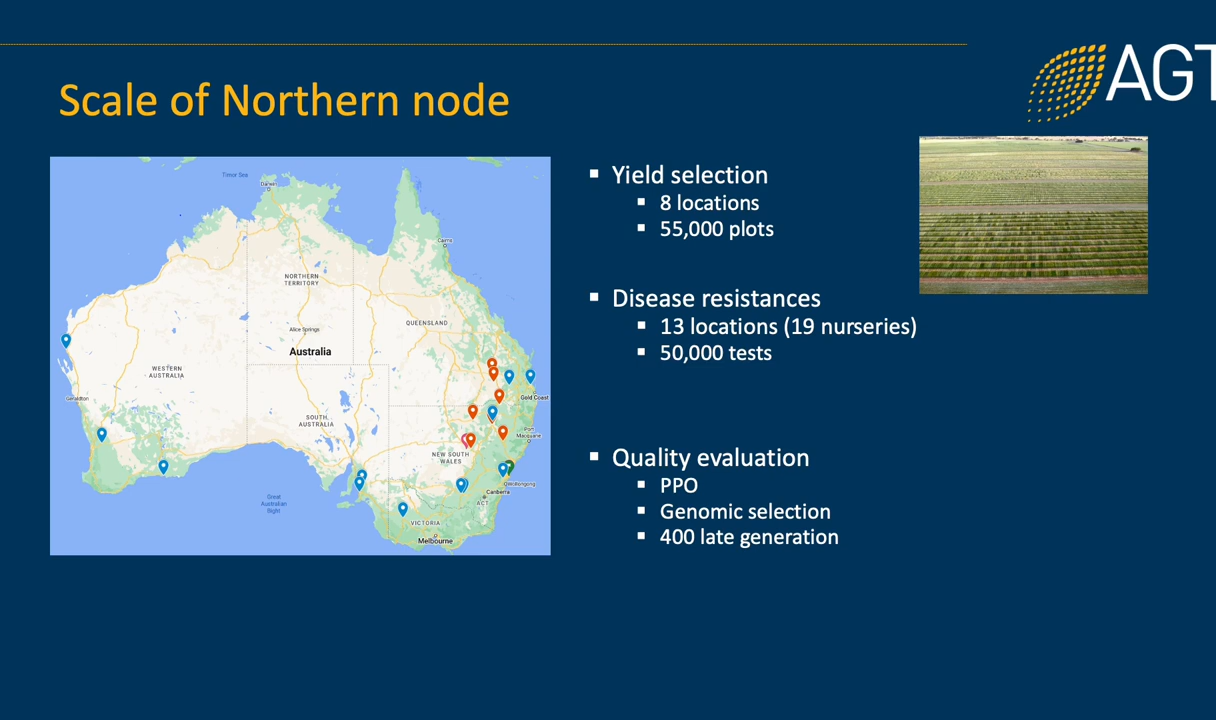 Scale of Northern node
AGT
Timor Sea
Darwin
Cairns
NORTHERN
TERRITORY
QUEENSLAND
Alice Springs
Australia
WESTERN
AUSTRALIA
Geraldton
Gold Coast
SOUTH
AUSTRALIA
Port
Macquarie
NEW SOUTH
WALES
Wollongong
Canberra
ACT
Great
Australian
Bight
VICTORIA
Melbourne
▪ Yield selection
▪ 8 locations
▪ 55,000 plots
▪ Disease resistances
▪ 13 locations (19 nurseries)
▪ 50,000 tests
▪ Quality evaluation
▪ PPO
▪ Genomic selection
▪ 400 late generation